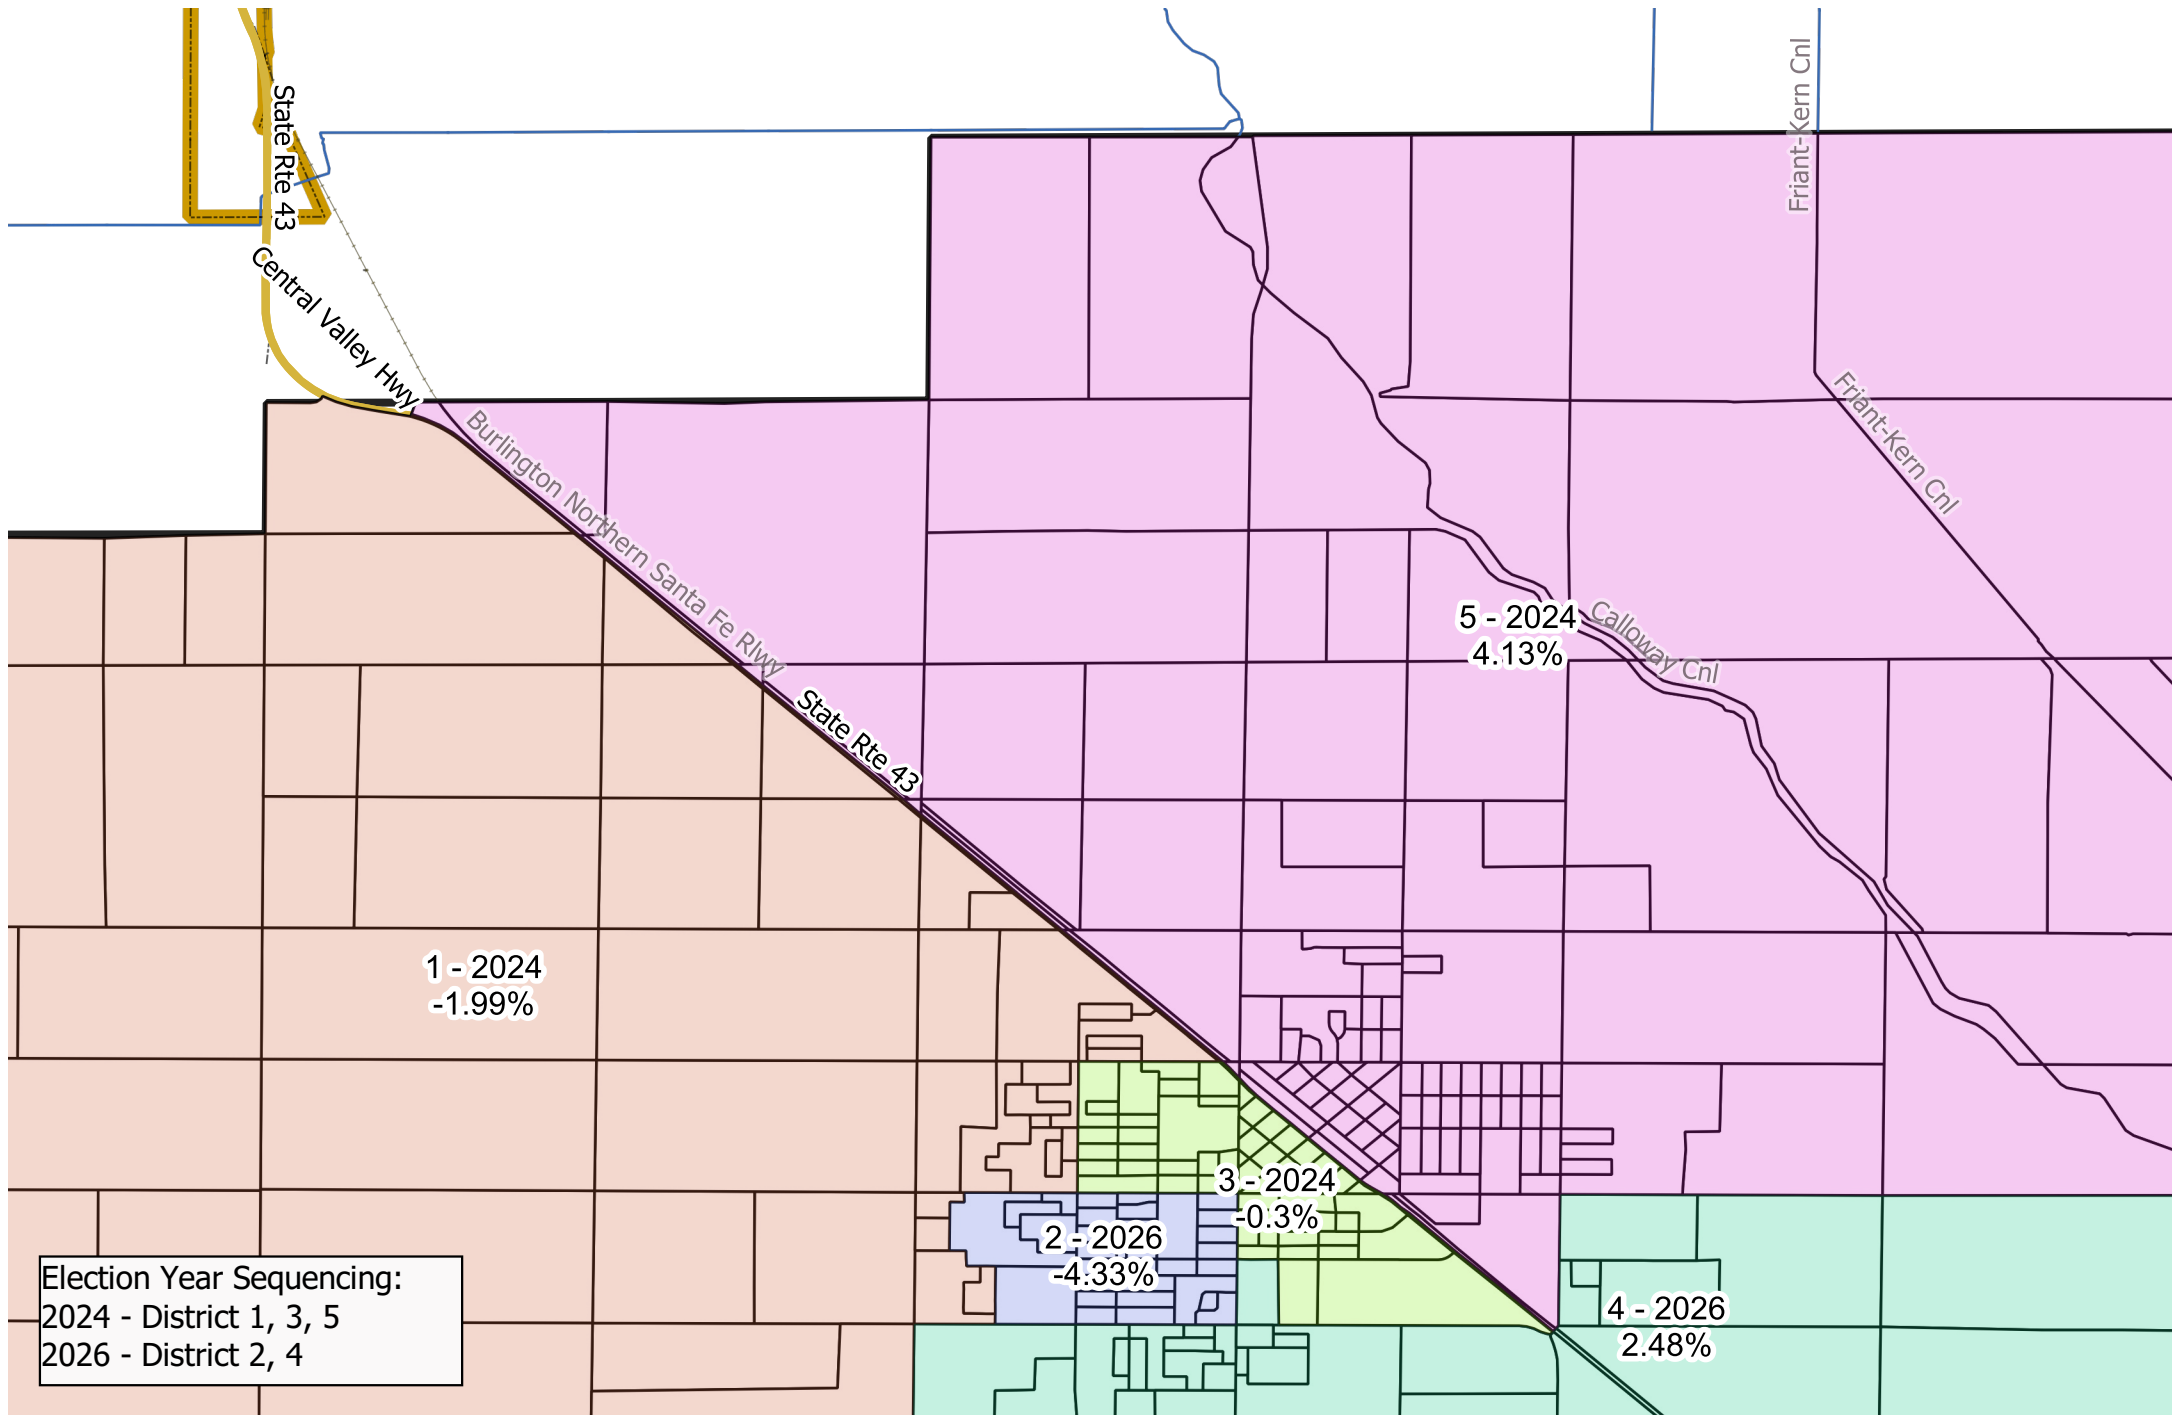 State Rte 43
Friant-Kern Cnl
Central Valley Hwy
Burlington Northern Santa Fe Rlwy
Friant-Kern Cnl
5 - 2024
4.13%
Calloway Cnl
State Rte 43
1 - 2024
-1.99%
3 - 2024
-0.3%
2 - 2026
-4.33%
4 - 2026
2.48%
Election Year Sequencing:
2024 - District 1, 3, 5
2026 - District 2, 4